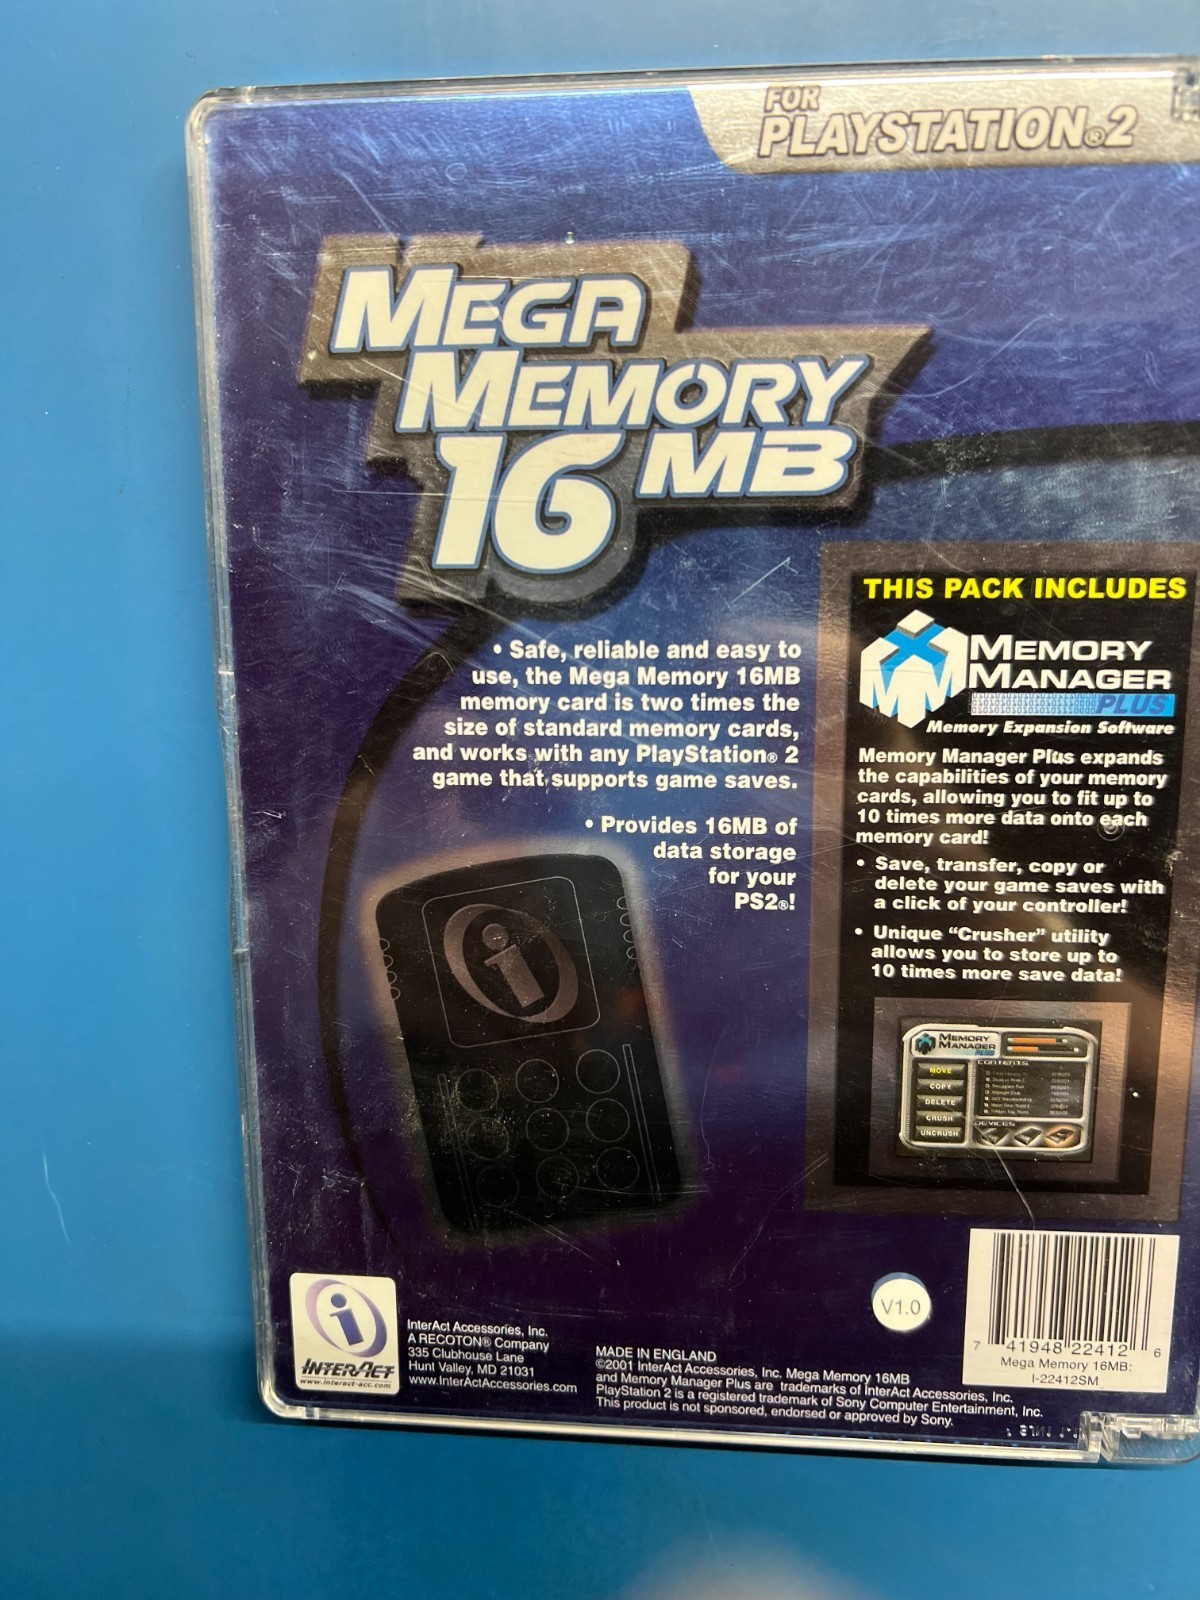 FOR
PLAYSTATION®2
MEGA
MEMORY
16 MB
• Safe, reliable and easy to
use, the Mega Memory 16MB
memory card is two times the
size of standard memory cards,
and works with any PlayStation® 2
game that supports game saves.
• Provides 16MB of
data storage
for your
PS2®!
THIS PACK INCLUDES
MEMORY
MANAGER
PLUS
Memory Expansion Software
Memory Manager Plus expands
the capabilities of your memory
cards, allowing you to fit up to
10 times more data onto each
memory card!
• Save, transfer, copy or
delete your game saves with
a click of your controller!
• Unique “Crusher” utility
allows you to store up to
10 times more save data!
MEMORY
MANAGER
PLUS
CONTENTS
MOVE
COPY
DELETE
CRUSH
UNCRUSH
DEVICES
INTERACT
www.interact-acc.com
InterAct Accessories, Inc.
A RECOTON® Company
335 Clubhouse Lane
Hunt Valley, MD 21031
www.InterActAccessories.com
MADE IN ENGLAND
©2001 InterAct Accessories, Inc. Mega Memory 16MB
and Memory Manager Plus are trademarks of InterAct Accessories, Inc.
PlayStation 2 is a registered trademark of Sony Computer Entertainment, Inc.
This product is not sponsored, endorsed or approved by Sony.
V1.0
7 41948 22412 6
Mega Memory 16MB:
I-22412SM